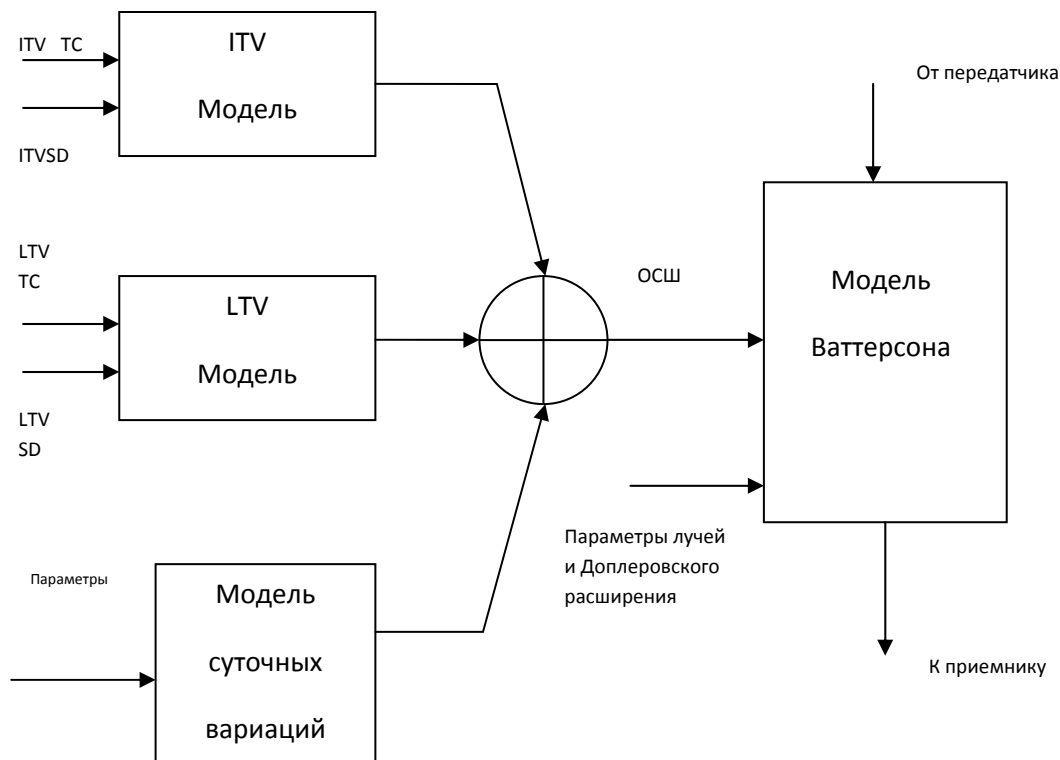 ITV TC
ITVSD
ITV
Модель
LTV
TC
LTV
SD
LTV
Модель
Параметры
Модель
суточных
вариаций
ОСШ
Параметры лучей
и Доплеровского
расширения
От передатчика
Модель
Ваттерсона
К приемнику